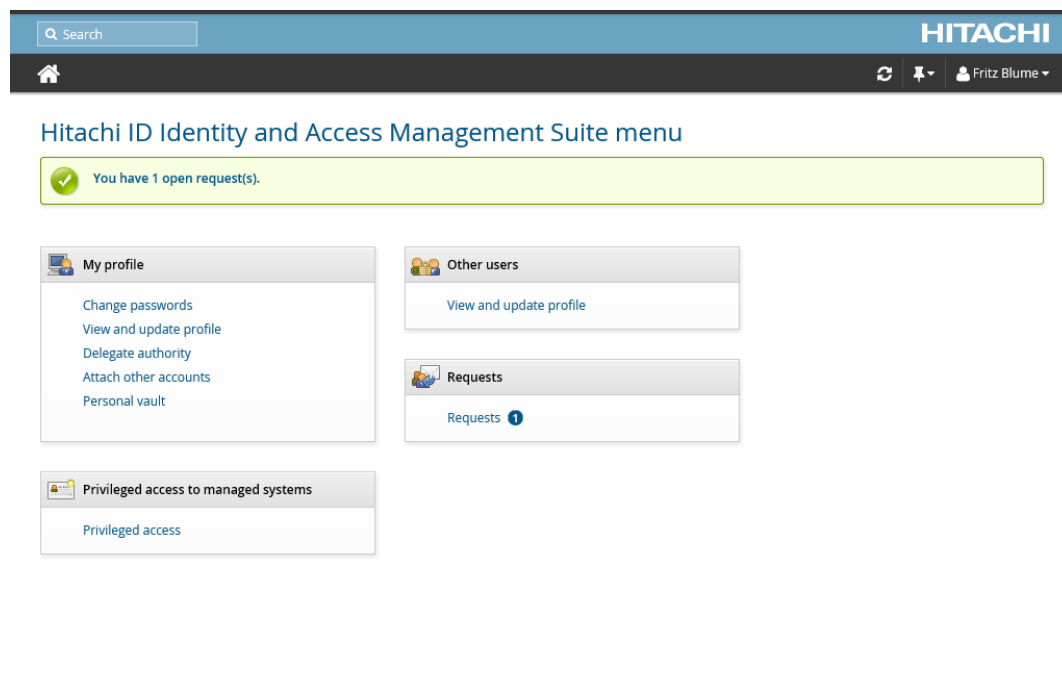 Search
HITACHI
Fritz Blume
Hitachi ID Identity and Access Management Suite menu
You have 1 open request(s).
My profile
Change passwords
View and update profile
Delegate authority
Attach other accounts
Personal vault
Other users
View and update profile
Requests
Requests 1
Privileged access to managed systems
Privileged access